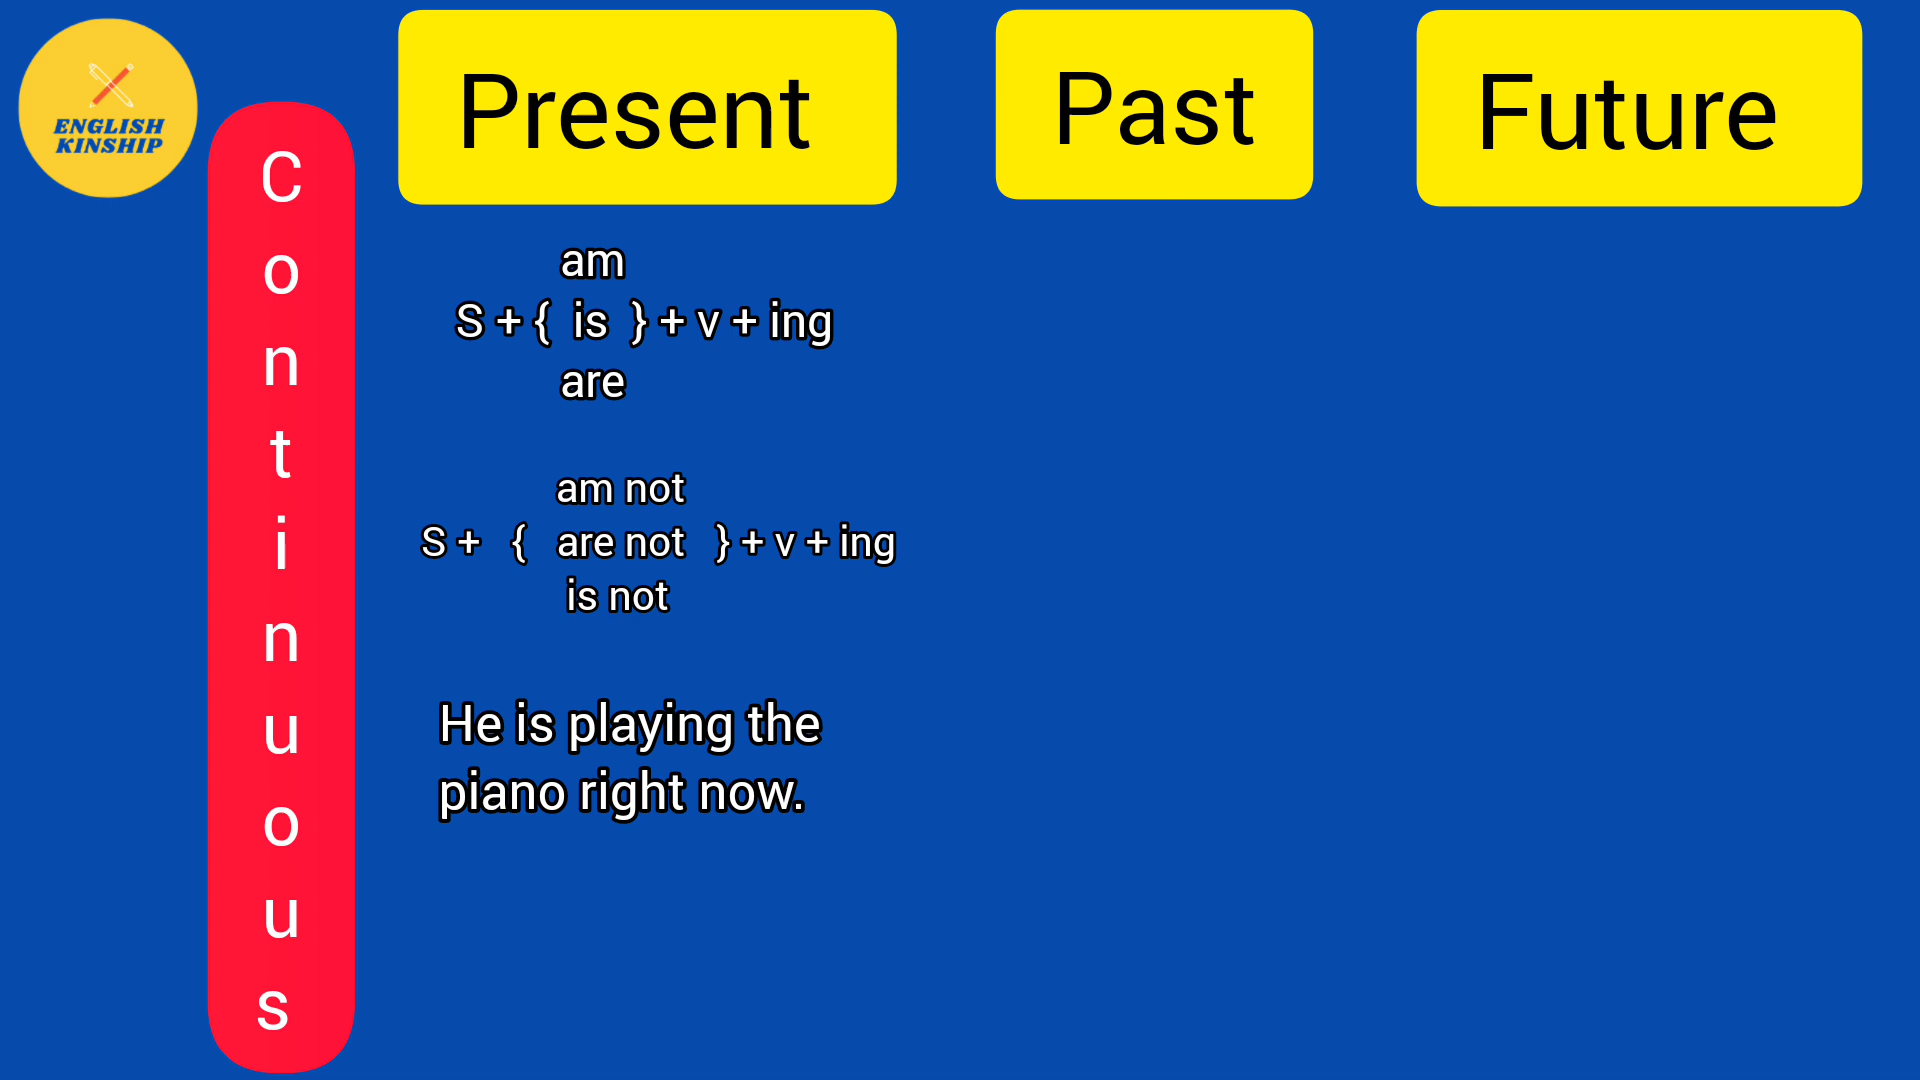 ENGLISH
KINSHIP
Continuous
Present
Past
Future
am
S + { is } + v + ing
are
am not
S + { are not } + v + ing
is not
He is playing the
piano right now.